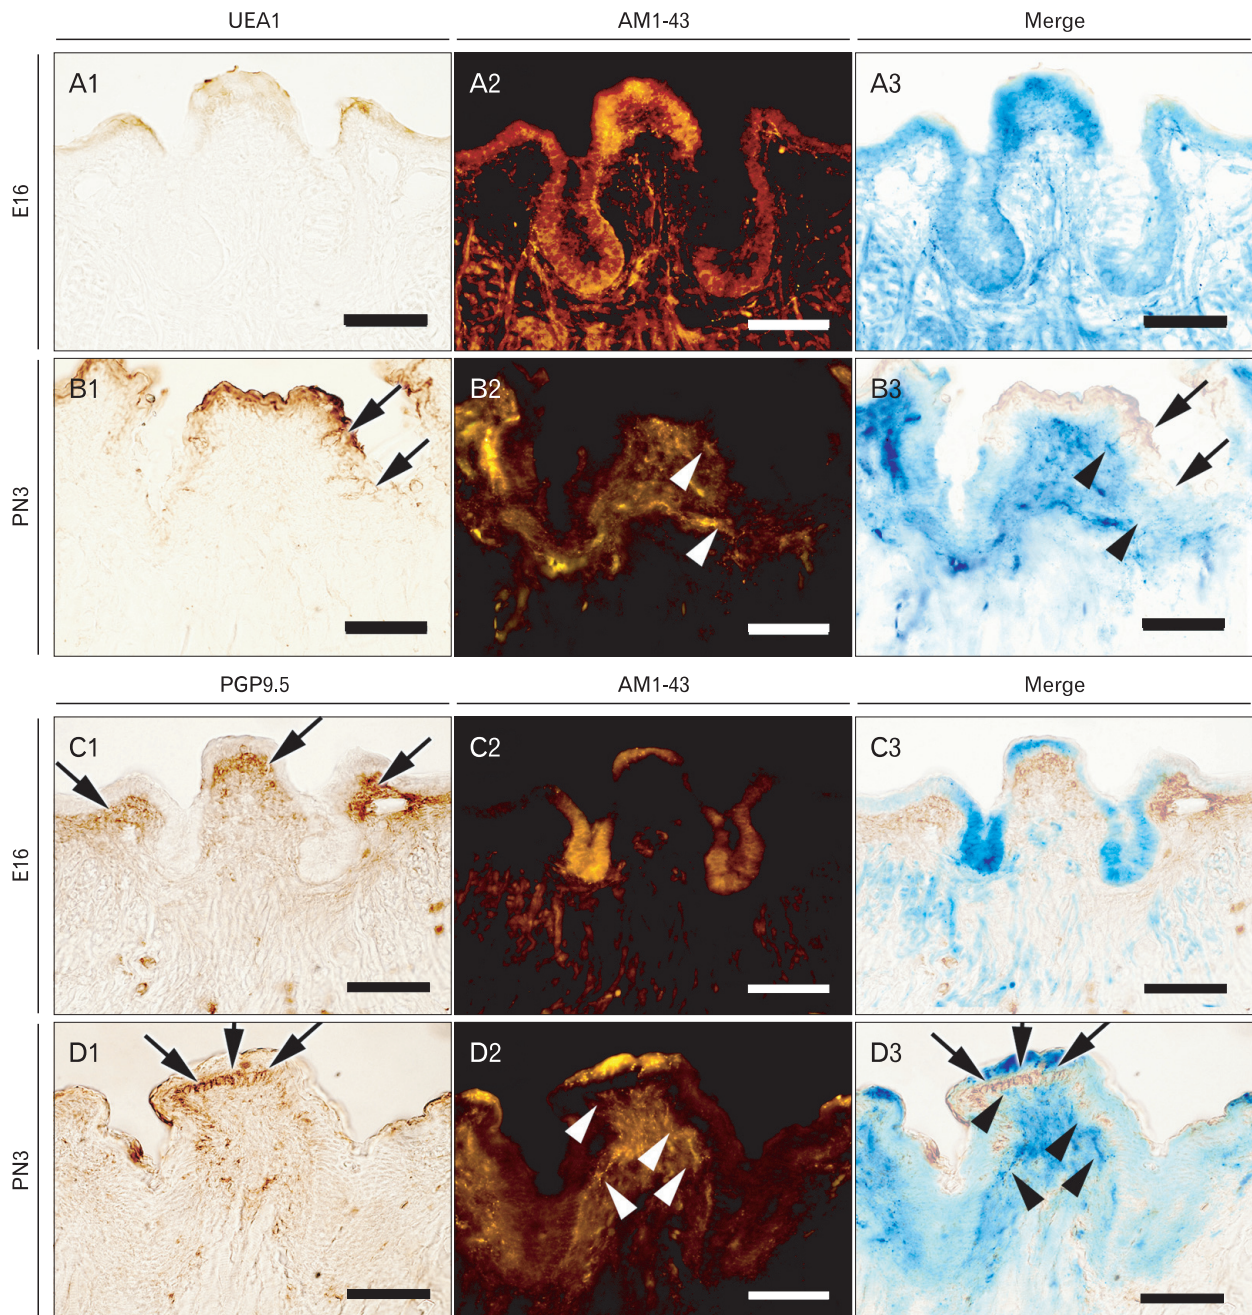 UEA1 AM1-43 Merge
E16
A1 A2 A3
PN3
B1 B2 B3
PGP9.5 AM1-43 Merge
E16
C1 C2 C3
PN3
D1 D2 D3